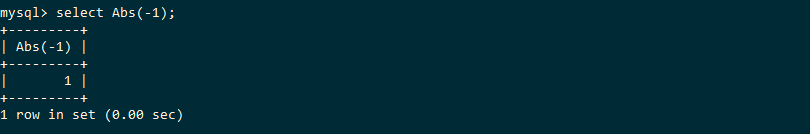 mysql> select Abs(-1);
+---------+
| Abs(-1) |
+---------+
|       1 |
+---------+
1 row in set (0.00 sec)